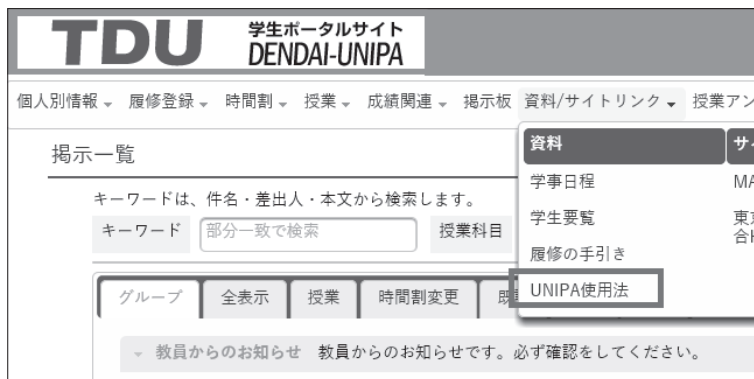 TDU 学生ポータルサイト
DENDAI-UNIPA
個人別情報 履修登録 時間割 授業 成績関連 掲示板 資料/サイトリンク 授業アン
掲示一覧
資料
学事日程
学生要覧
履修の手引き
UNIPA使用法
サイ
MA
東京
合
キーワードは、件名・差出人・本文から検索します。
キーワード 部分一致で検索 授業科目
グループ 全表示 授業 時間割変更
教員からのお知らせ 教員からのお知らせです。必ず確認をしてください。